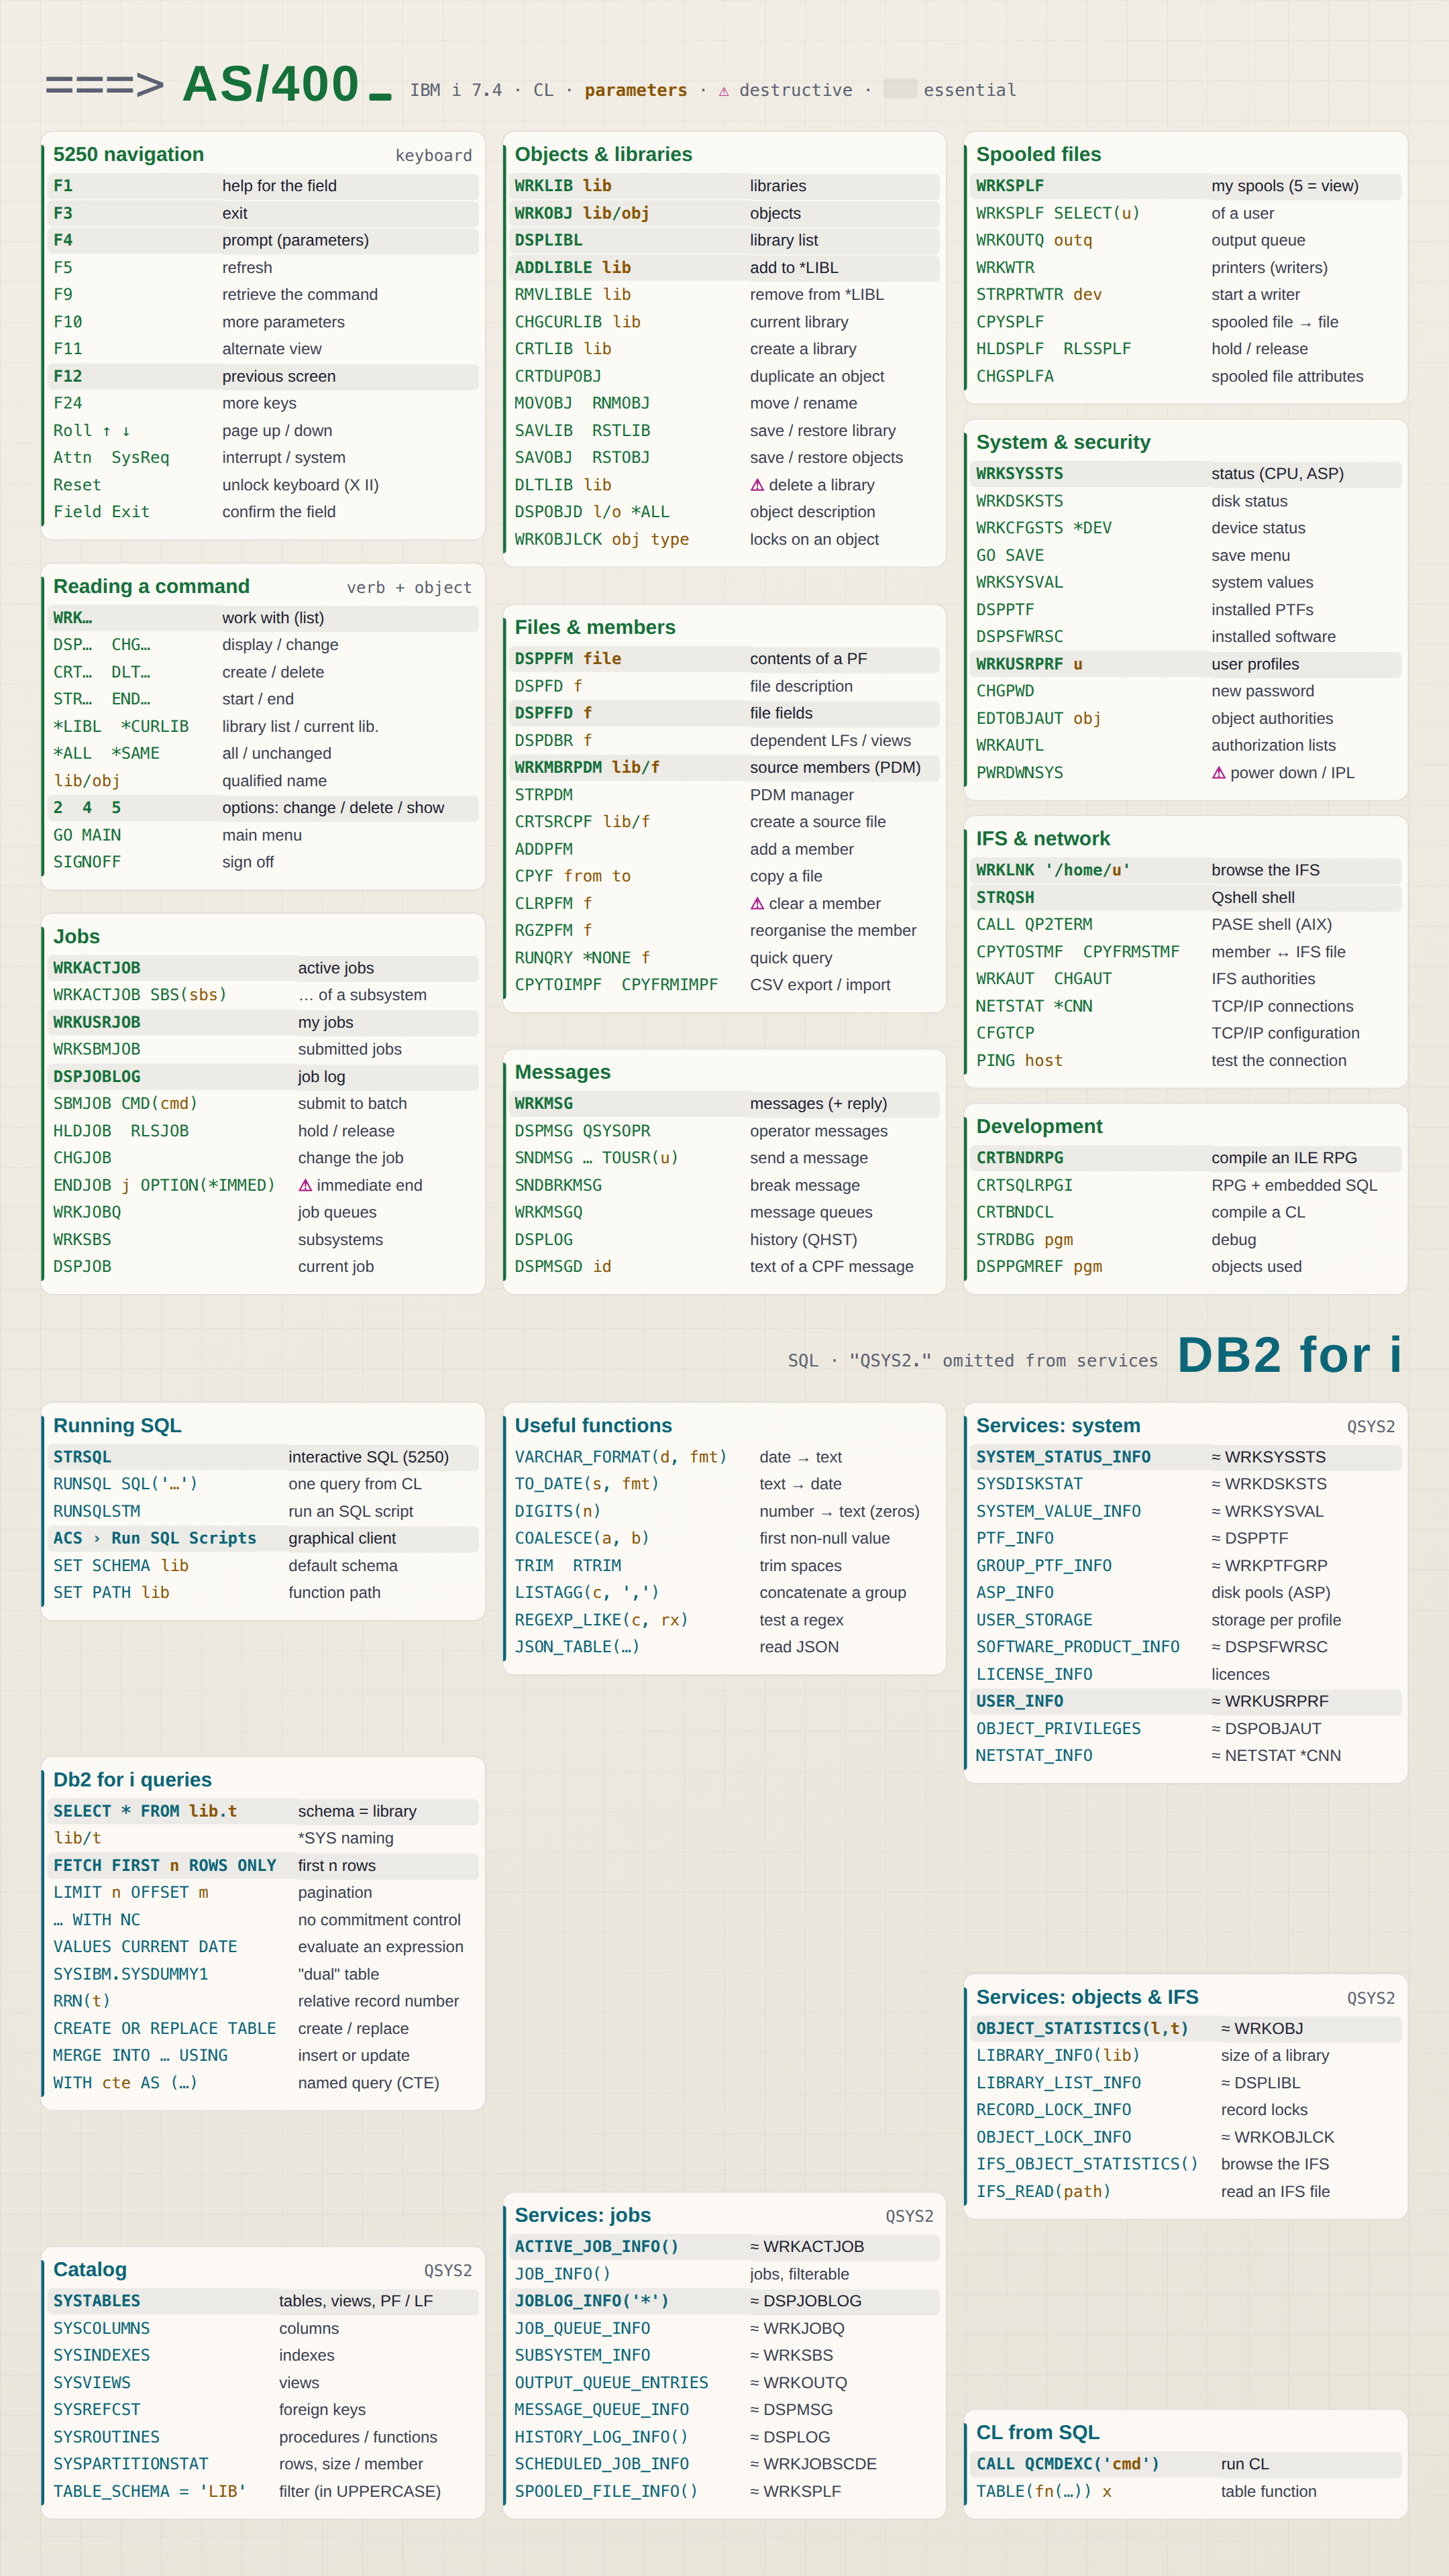 ===> AS/400_ IBM i 7.4 · CL · parameters · ⚠ destructive · essential
5250 navigation keyboard
F1 help for the field
F3 exit
F4 prompt (parameters)
F5 refresh
F9 retrieve the command
F10 more parameters
F11 alternate view
F12 previous screen
F24 more keys
Roll ↑ ↓ page up / down
Attn SysReq interrupt / system
Reset unlock keyboard (X II)
Field Exit confirm the field
Reading a command verb + object
WRK… work with (list)
DSP… CHG… display / change
CRT… DLT… create / delete
STR… END… start / end
*LIBL *CURLIB library list / current lib.
*ALL *SAME all / unchanged
lib/obj qualified name
2 4 5 options: change / delete / show
GO MAIN main menu
SIGNOFF sign off
Jobs
WRKACTJOB active jobs
WRKACTJOB SBS(sbs) … of a subsystem
WRKUSRJOB my jobs
WRKSBMJOB submitted jobs
DSPJOBLOG job log
SBMJOB CMD(cmd) submit to batch
HLDJOB RLSJOB hold / release
CHGJOB change the job
ENDJOB j OPTION(*IMMED) ⚠ immediate end
WRKJOBQ job queues
WRKSBS subsystems
DSPJOB current job
Objects & libraries
WRKLIB lib libraries
WRKOBJ lib/obj objects
DSPLIBL library list
ADDLIBLE lib add to *LIBL
RMVLIBLE lib remove from *LIBL
CHGCURLIB lib current library
CRTLIB lib create a library
CRTDUPOBJ duplicate an object
MOVOBJ RNMOBJ move / rename
SAVLIB RSTLIB save / restore library
SAVOBJ RSTOBJ save / restore objects
DLTLIB lib ⚠ delete a library
DSPOBJD l/o *ALL object description
WRKOBJLCK obj type locks on an object
Files & members
DSPPFM file contents of a PF
DSPFD f file description
DSPFFD f file fields
DSPDBR f dependent LFs / views
WRKMBRPDM lib/f source members (PDM)
STRPDM PDM manager
CRTSRCPF lib/f create a source file
ADDPFM add a member
CPYF from to copy a file
CLRPFM f ⚠ clear a member
RGZPFM f reorganise the member
RUNQRY *NONE f quick query
CPYTOIMPF CPYFRMIMPF CSV export / import
Messages
WRKMSG messages (+ reply)
DSPMSG QSYSOPR operator messages
SNDMSG … TOUSR(u) send a message
SNDBRKMSG break message
WRKMSGQ message queues
DSPLOG history (QHST)
DSPMSGD id text of a CPF message
Spooled files
WRKSPLF my spools (5 = view)
WRKSPLF SELECT(u) of a user
WRKOUTQ outq output queue
WRKWTR printers (writers)
STRPRTWTR dev start a writer
CPYSPLF spooled file → file
HLDSPLF RLSSPLF hold / release
CHGSPLFA spooled file attributes
System & security
WRKSYSSTS status (CPU, ASP)
WRKDSKSTS disk status
WRKCFGSTS *DEV device status
GO SAVE save menu
WRKSYSVAL system values
DSPPTF installed PTFs
DSPSFWRSC installed software
WRKUSRPRF u user profiles
CHGPWD new password
EDTOBJAUT obj object authorities
WRKAUTL authorization lists
PWRDWNSYS ⚠ power down / IPL
IFS & network
WRKLNK '/home/u' browse the IFS
STRQSH Qshell shell
CALL QP2TERM PASE shell (AIX)
CPYTOSTMF CPYFRMSTMF member ↔ IFS file
WRKAUT CHGAUT IFS authorities
NETSTAT *CNN TCP/IP connections
CFGTCP TCP/IP configuration
PING host test the connection
Development
CRTBNDRPG compile an ILE RPG
CRTSQLRPGI RPG + embedded SQL
CRTBNDCL compile a CL
STRDBG pgm debug
DSPPGMREF pgm objects used
SQL · "QSYS2." omitted from services DB2 for i
Running SQL
STRSQL interactive SQL (5250)
RUNSQL SQL('…') one query from CL
RUNSQLSTM run an SQL script
ACS › Run SQL Scripts graphical client
SET SCHEMA lib default schema
SET PATH lib function path
Db2 for i queries
SELECT * FROM lib.t schema = library
lib/t *SYS naming
FETCH FIRST n ROWS ONLY first n rows
LIMIT n OFFSET m pagination
… WITH NC no commitment control
VALUES CURRENT DATE evaluate an expression
SYSIBM.SYSDUMMY1 "dual" table
RRN(t) relative record number
CREATE OR REPLACE TABLE create / replace
MERGE INTO … USING insert or update
WITH cte AS (…) named query (CTE)
Catalog QSYS2
SYSTABLES tables, views, PF / LF
SYSCOLUMNS columns
SYSINDEXES indexes
SYSVIEWS views
SYSREFCST foreign keys
SYSROUTINES procedures / functions
SYSPARTITIONSTAT rows, size / member
TABLE_SCHEMA = 'LIB' filter (in UPPERCASE)
Useful functions
VARCHAR_FORMAT(d, fmt) date → text
TO_DATE(s, fmt) text → date
DIGITS(n) number → text (zeros)
COALESCE(a, b) first non-null value
TRIM RTRIM trim spaces
LISTAGG(c, ',') concatenate a group
REGEXP_LIKE(c, rx) test a regex
JSON_TABLE(…) read JSON
Services: jobs QSYS2
ACTIVE_JOB_INFO() ≈ WRKACTJOB
JOB_INFO() jobs, filterable
JOBLOG_INFO('*') ≈ DSPJOBLOG
JOB_QUEUE_INFO ≈ WRKJOBQ
SUBSYSTEM_INFO ≈ WRKSBS
OUTPUT_QUEUE_ENTRIES ≈ WRKOUTQ
MESSAGE_QUEUE_INFO ≈ DSPMSG
HISTORY_LOG_INFO() ≈ DSPLOG
SCHEDULED_JOB_INFO ≈ WRKJOBSCDE
SPOOLED_FILE_INFO() ≈ WRKSPLF
Services: system QSYS2
SYSTEM_STATUS_INFO ≈ WRKSYSSTS
SYSDISKSTAT ≈ WRKDSKSTS
SYSTEM_VALUE_INFO ≈ WRKSYSVAL
PTF_INFO ≈ DSPPTF
GROUP_PTF_INFO ≈ WRKPTFGRP
ASP_INFO disk pools (ASP)
USER_STORAGE storage per profile
SOFTWARE_PRODUCT_INFO ≈ DSPSFWRSC
LICENSE_INFO licences
USER_INFO ≈ WRKUSRPRF
OBJECT_PRIVILEGES ≈ DSPOBJAUT
NETSTAT_INFO ≈ NETSTAT *CNN
Services: objects & IFS QSYS2
OBJECT_STATISTICS(l,t) ≈ WRKOBJ
LIBRARY_INFO(lib) size of a library
LIBRARY_LIST_INFO ≈ DSPLIBL
RECORD_LOCK_INFO record locks
OBJECT_LOCK_INFO ≈ WRKOBJLCK
IFS_OBJECT_STATISTICS() browse the IFS
IFS_READ(path) read an IFS file
CL from SQL
CALL QCMDEXC('cmd') run CL
TABLE(fn(…)) x table function